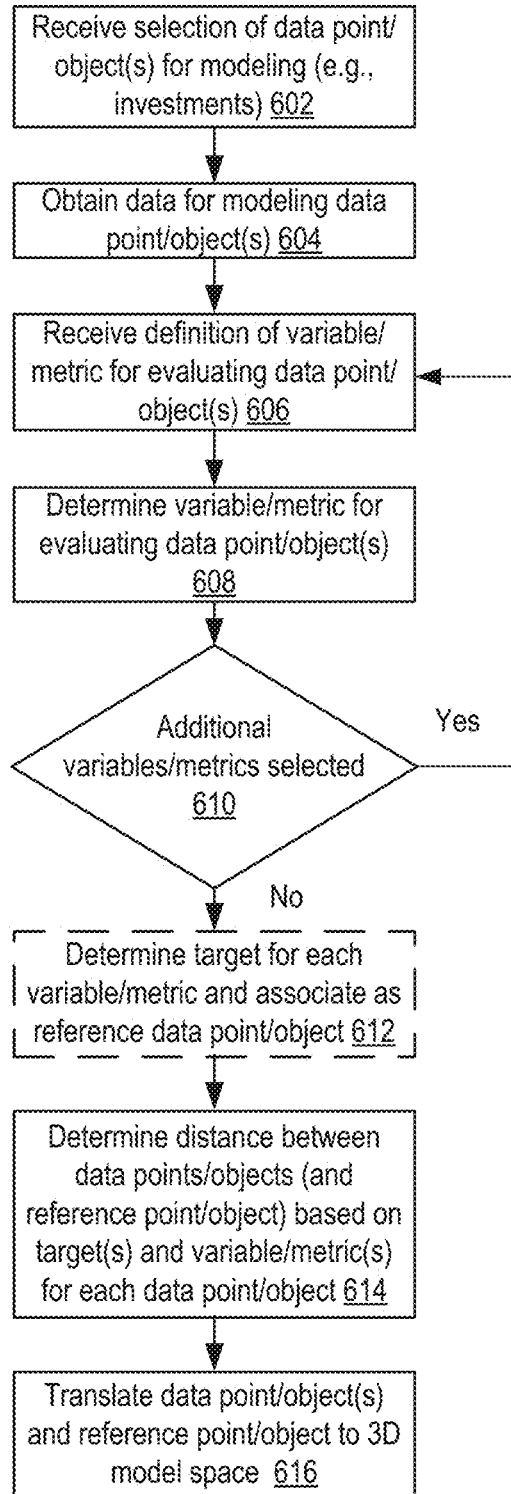 Receive selection of data point/
object(s) for modeling (e.g.,
investments) 602
Obtain data for modeling data
point/object(s) 604
Receive definition of variable/
metric for evaluating data point/
object(s) 606
Determine variable/metric for
evaluating data point/object(s)
608
Additional
variables/metrics selected
610
Yes
No
Determine target for each
variable/metric and associate as
reference data point/object 612
Determine distance between
data points/objects (and
reference point/object) based on
target(s) and variable/metric(s)
for each data point/object 614
Translate data point/object(s)
and reference point/object to 3D
model space 616